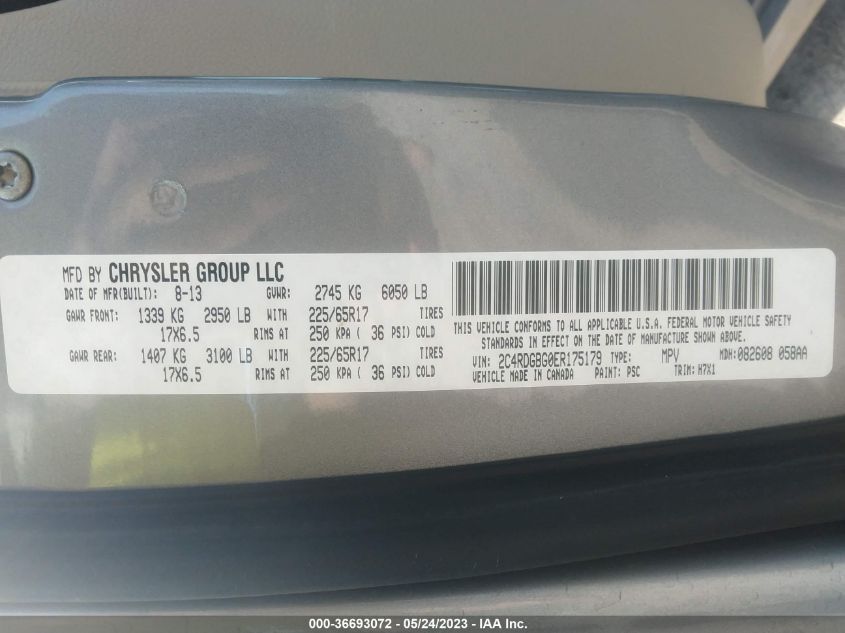 MFD BY CHRYSLER GROUP LLC
DATE OF MFR(BUILT): 8-13 GVWR: 2745 KG 6050 LB
GAWR FRONT: 1339 KG 2950 LB WITH 225/65R17 TIRES
17X6.5 RIMS AT 250 KPA ( 36 PSI) COLD
GAWR REAR: 1407 KG 3100 LB WITH 225/65R17 TIRES
17X6.5 RIMS AT 250 KPA ( 36 PSI) COLD
THIS VEHICLE CONFORMS TO ALL APPLICABLE U.S.A. FEDERAL MOTOR VEHICLE SAFETY
STANDARDS IN EFFECT ON THE DATE OF MANUFACTURE SHOWN ABOVE.
VIN: 2C4RDGBG0ER175179 TYPE: MPV MDH: 082608 058AA
VEHICLE MADE IN CANADA PAINT: PSC TRIM: H7X1
000-36693072 - 05/24/2023 - IAA Inc.